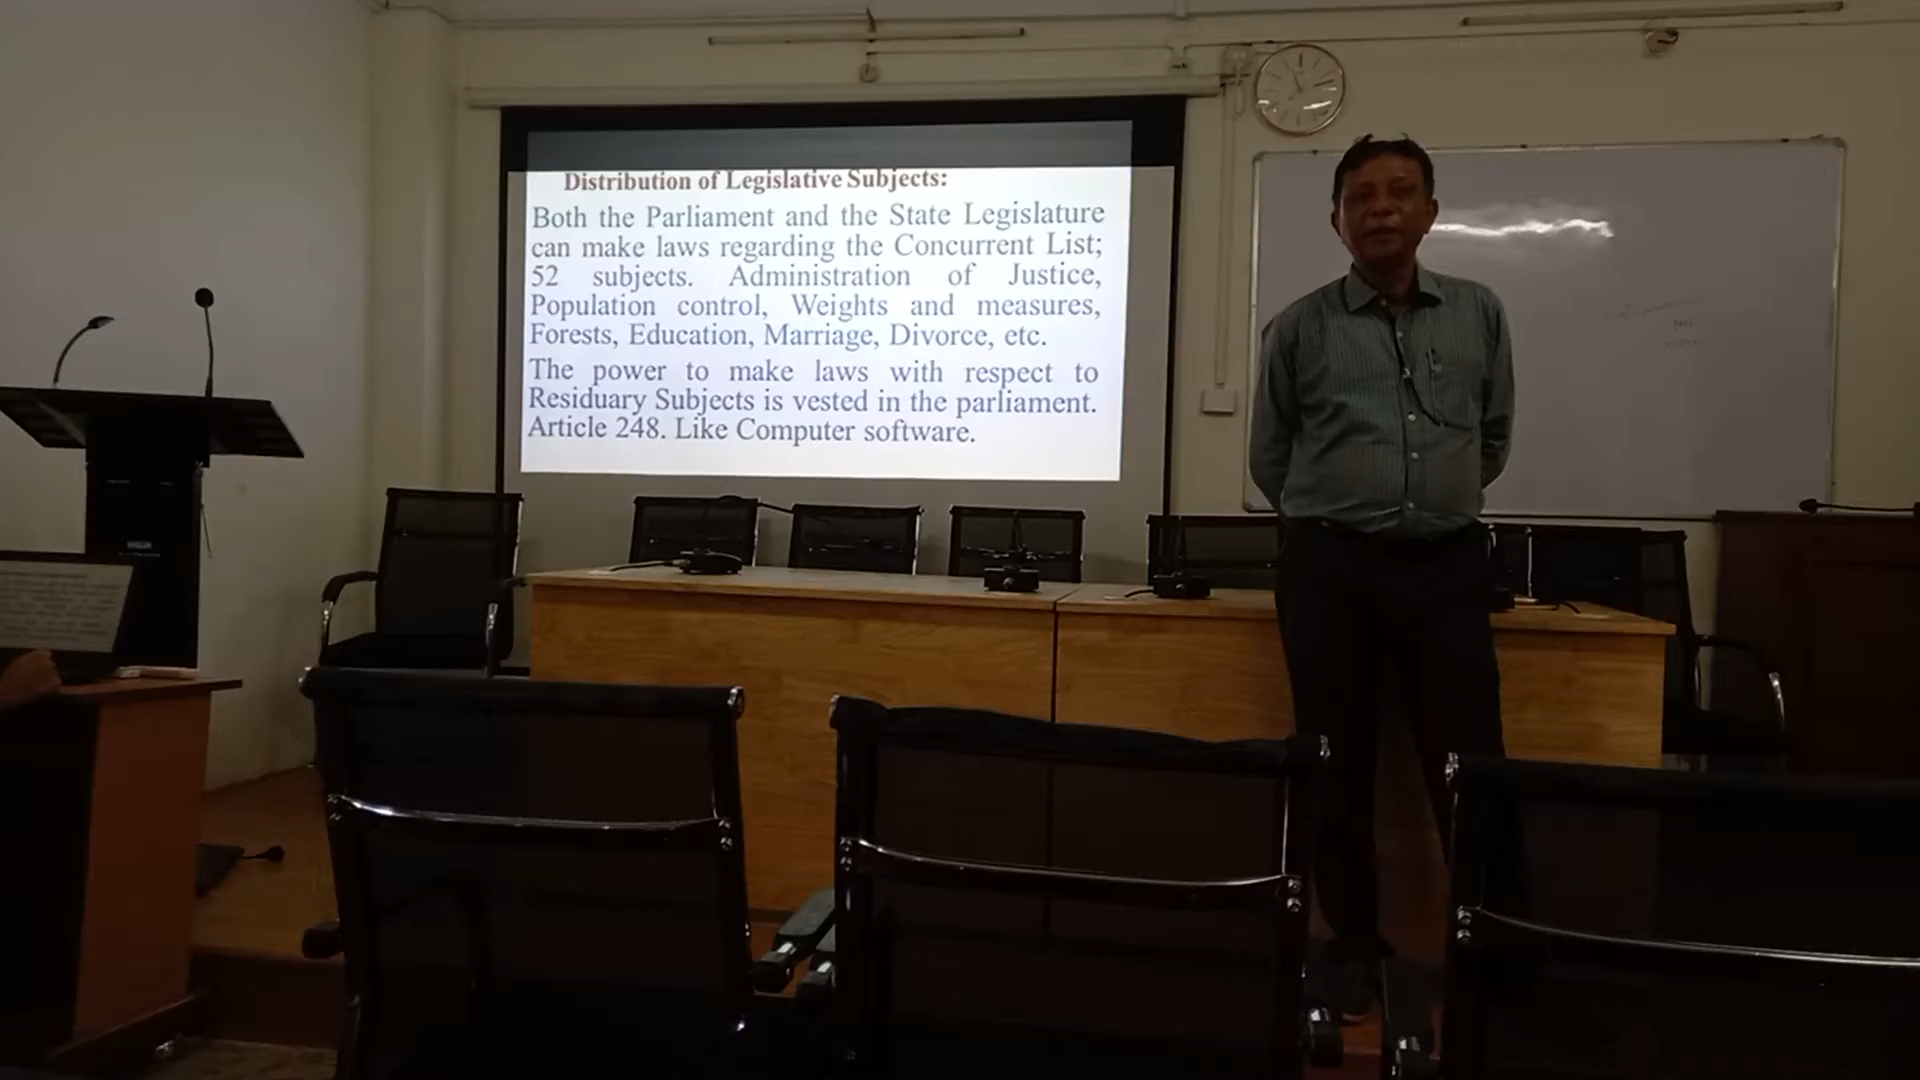 Distribution of Legislative Subjects:
Both the Parliament and the State Legislature
can make laws regarding the Concurrent List;
52 subjects. Administration of Justice,
Population control, Weights and measures,
Forests, Education, Marriage, Divorce, etc.
The power to make laws with respect to
Residuary Subjects is vested in the parliament.
Article 248. Like Computer software.